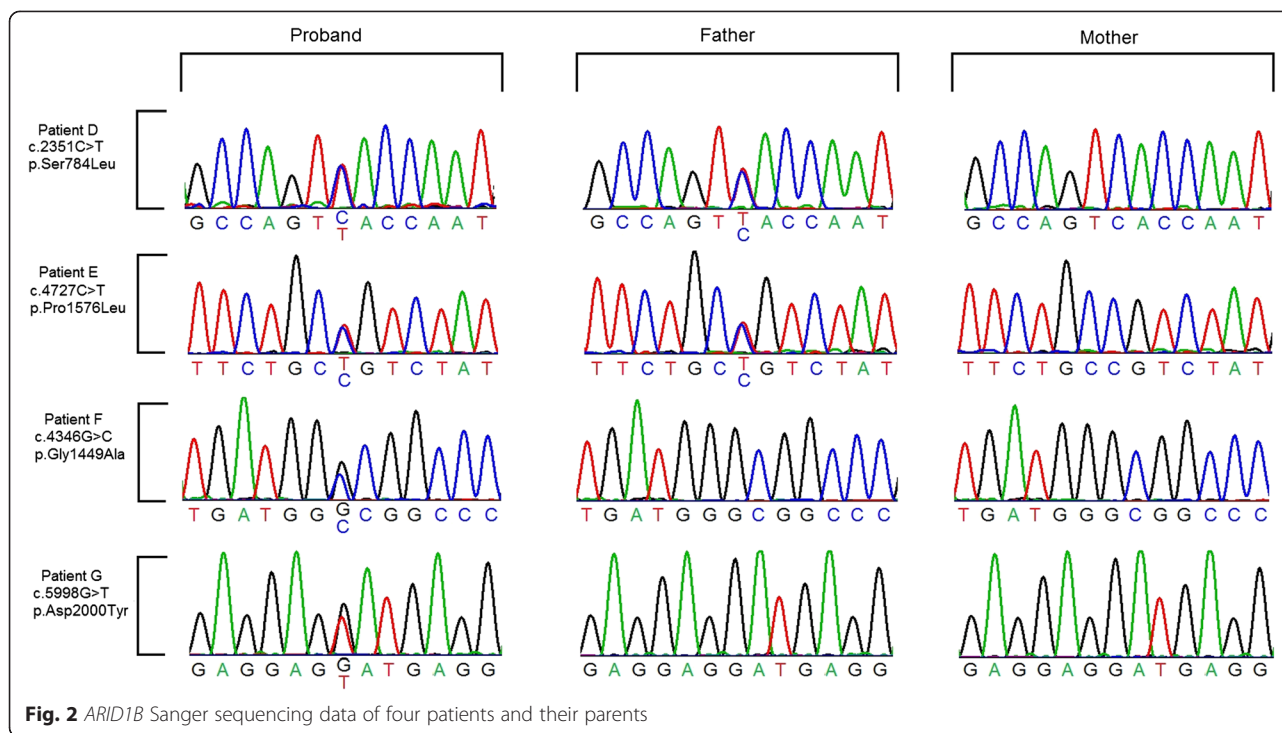 Proband Father Mother
Patient D
c.2351C>T
p.Ser784Leu
G C C A G T C A C C A A T
T
G C C A G T T A C C A A T
C
G C C A G T C A C C A A T
Patient E
c.4727C>T
p.Pro1576Leu
T T C T G C T G T C T A T
C
T T C T G C T G T C T A T
C
T T C T G C C G T C T A T
Patient F
c.4346G>C
p.Gly1449Ala
T G A T G G G C G G C C C
C
T G A T G G G C G G C C C
T G A T G G G C G G C C C
Patient G
c.5998G>T
p.Asp2000Tyr
G A G G A G G A T G A G G
T
G A G G A G G A T G A G G
G A G G A G G A T G A G G
Fig. 2 ARID1B Sanger sequencing data of four patients and their parents